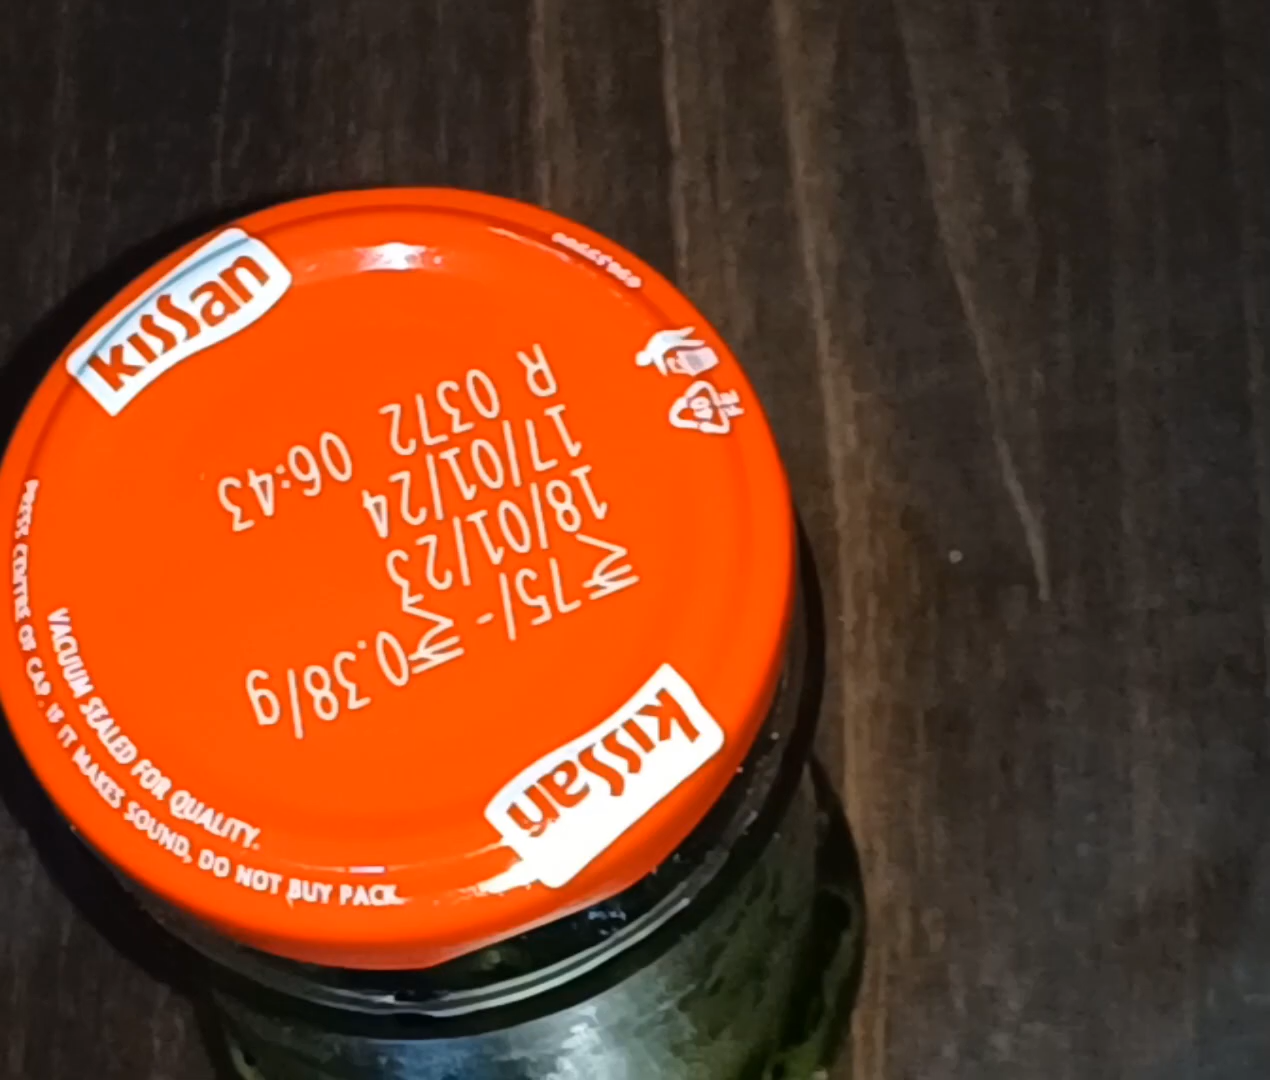 kissan
R 0372 06:43
17/01/24
18/01/23
₹75/- ₹0.38/g
kissan
VACUUM SEALED FOR QUALITY.
PRESS CENTRE OF CAP. IF IT MAKES SOUND, DO NOT BUY PACK.